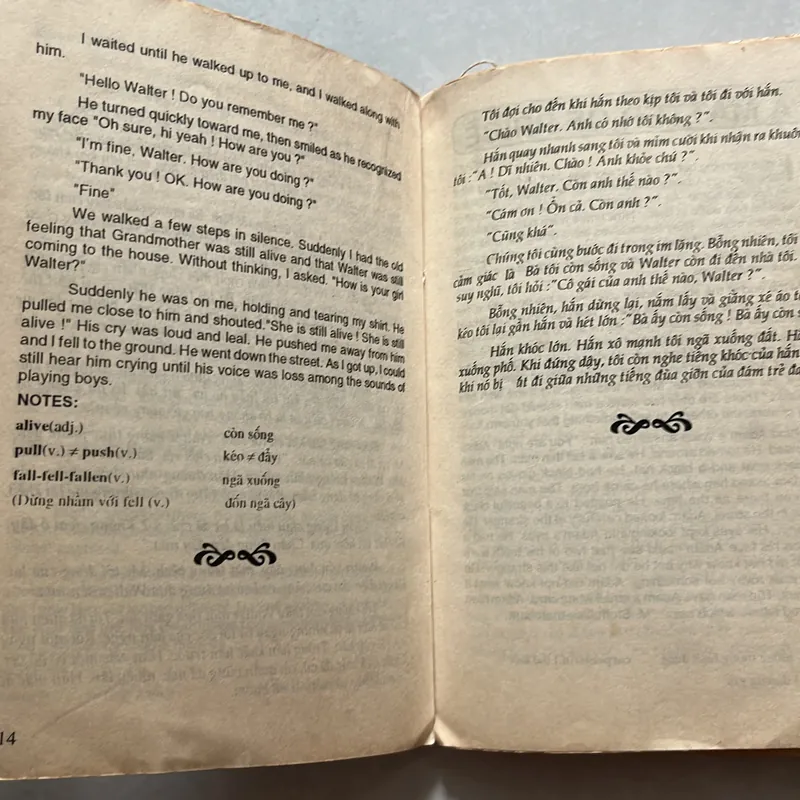 I waited until he walked up to me, and I walked along with
him.
"Hello Walter ! Do you remember me ?"
He turned quickly toward me, then smiled as he recognized
my face "Oh sure, hi yeah ! How are you ?"
"I'm fine, Walter. How are you doing ?"
"Thank you ! OK. How are you doing ?"
"Fine"
We walked a few steps in silence. Suddenly I had the old
feeling that Grandmother was still alive and that Walter was still
coming to the house. Without thinking, I asked. "How is your girl
Walter?"
Suddenly he was on me, holding and tearing my shirt. He
pulled me close to him and shouted."She is still alive ! She is still
alive !" His cry was loud and leal. He pushed me away from him
and I fell to the ground. He went down the street. As I got up, I could
still hear him crying until his voice was loss among the sounds of
playing boys.
NOTES:
alive(adj.) còn sống
pull(v.) ≠ push(v.) kéo ≠ đẩy
fall-fell-fallen(v.) ngã xuống
(Dừng nhầm với fell (v.) đốn ngã cây)
14
Tôi đợi cho đến khi hắn theo kịp tôi và tôi đi với hắn.
"Chào Walter. Anh có nhớ tôi không ?".
Hắn quay nhanh sang tôi và mỉm cười khi nhận ra khuôn
tôi :"A ! Dĩ nhiên. Chào ! Anh khỏe chứ ?".
"Tốt, Walter. Còn anh thế nào ?".
"Cám ơn ! Ổn cả. Còn anh ?".
"Cũng khá".
Chúng tôi cùng bước đi trong im lặng. Bỗng nhiên, tôi
cảm giác là Bà tôi còn sống và Walter còn đi đến nhà tôi.
suy nghĩ, tôi hỏi :"Cô gái của anh thế nào, Walter ?".
Bỗng nhiên, hắn dừng lại, nắm lấy và giằng xé áo
kéo tôi lại gần hắn và hét lớn :"Bà ấy còn sống ! Bà ấy còn
Hắn khóc lớn. Hắn xô mạnh tôi ngã xuống đất.
xuống phố. Khi đứng dậy, tôi còn nghe tiếng khóc của hắn
khi nó bị át đi giữa những tiếng đùa giỡn của đám trẻ